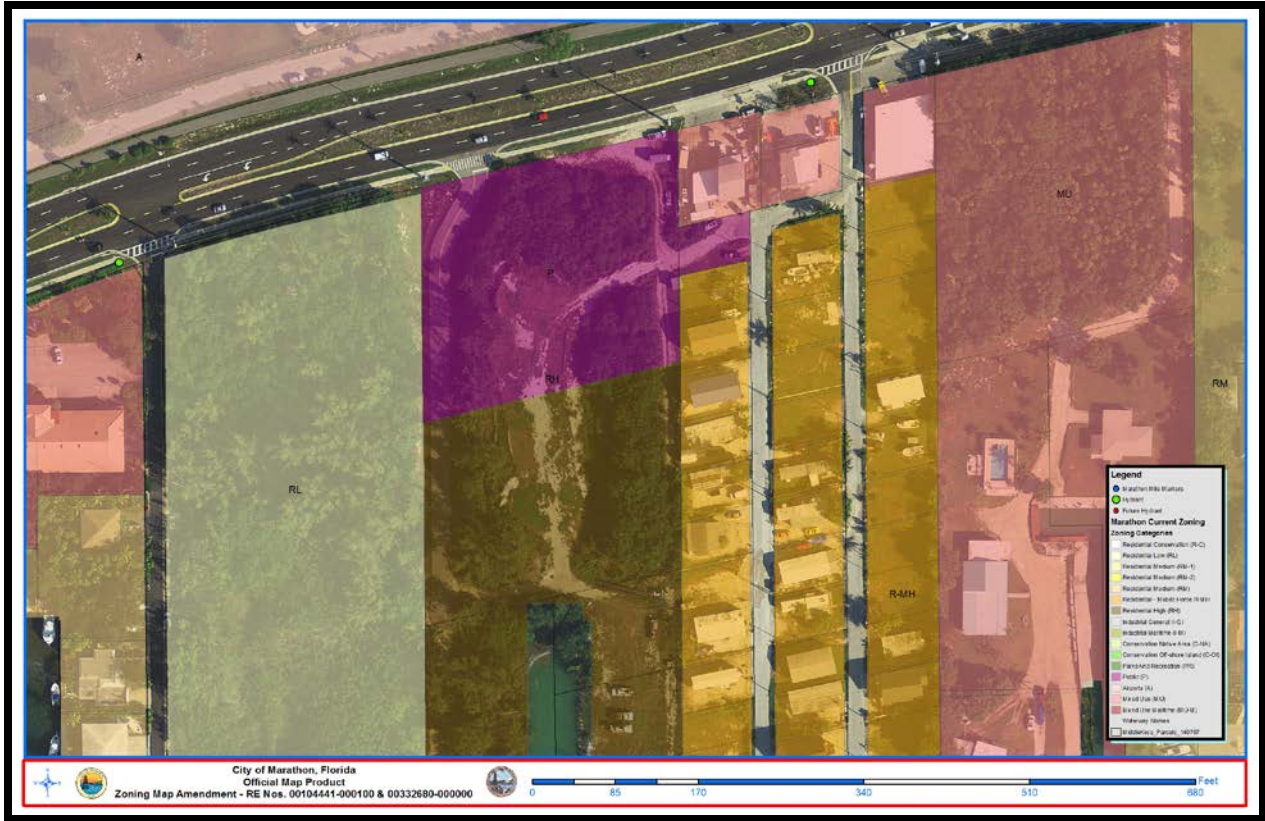 A
MU
P
RH
RM
RL
R-MH
Legend
Marathon Mile Markers
Hydrant
Future Hydrant
Marathon Current Zoning
Zoning Categories
Residential Conservation (R-C)
Residential Low (RL)
Residential Medium (RM-1)
Residential Medium (RM-2)
Residential Medium (RM)
Residential - Mobile Home R-MH
Residential High (RH)
Industrial General (I-G)
Industrial Maritime (I-M)
Conservation Native Area (C-NA)
Conservation Off-shore Island (C-OI)
Parks and Recreation (PR)
Public (P)
Airports (A)
Mixed Use (MU)
Mixed Use Maritime (MU-M)
Waterway Names
City of Marathon, Florida
Official Map Product
Zoning Map Amendment - RE Nos. 00104441-000100 & 00332680-000000
Feet
0 85 170 340 510 680